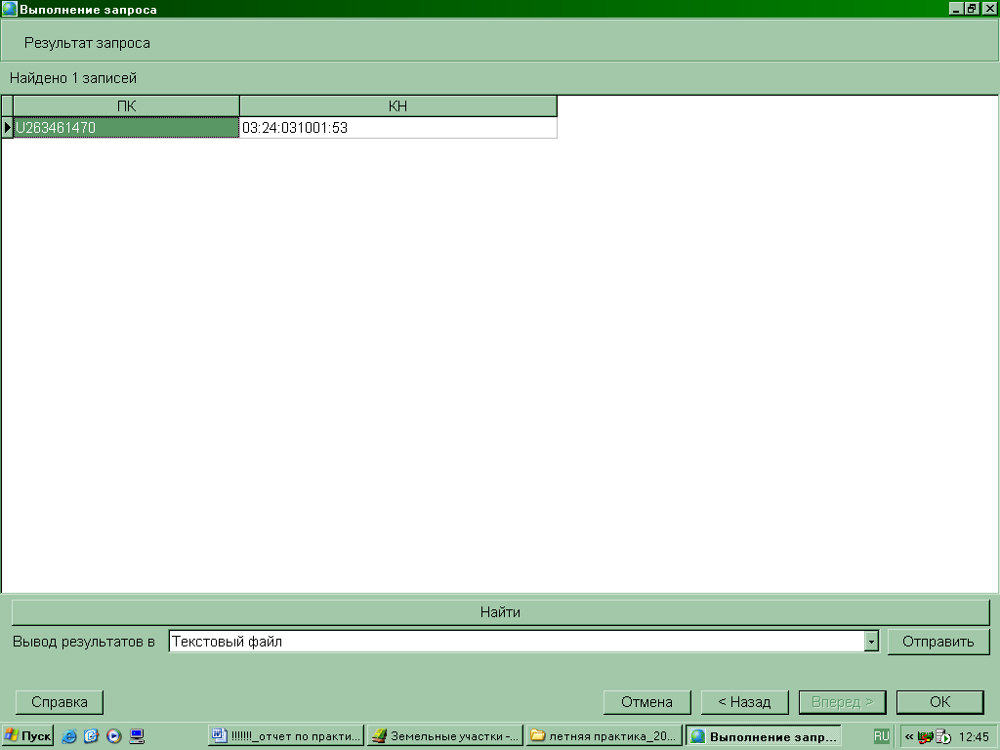 Выполнение запроса
Результат запроса
Найдено 1 записей
ПК КН
U263461470 03:24:031001:53
Найти
Вывод результатов в Текстовый файл Отправить
Справка Отмена < Назад Вперед > ОК
Пуск !!!!!!!_отчет по практи... Земельные участки -... летняя практика_20... Выполнение запр... RU « 12:45